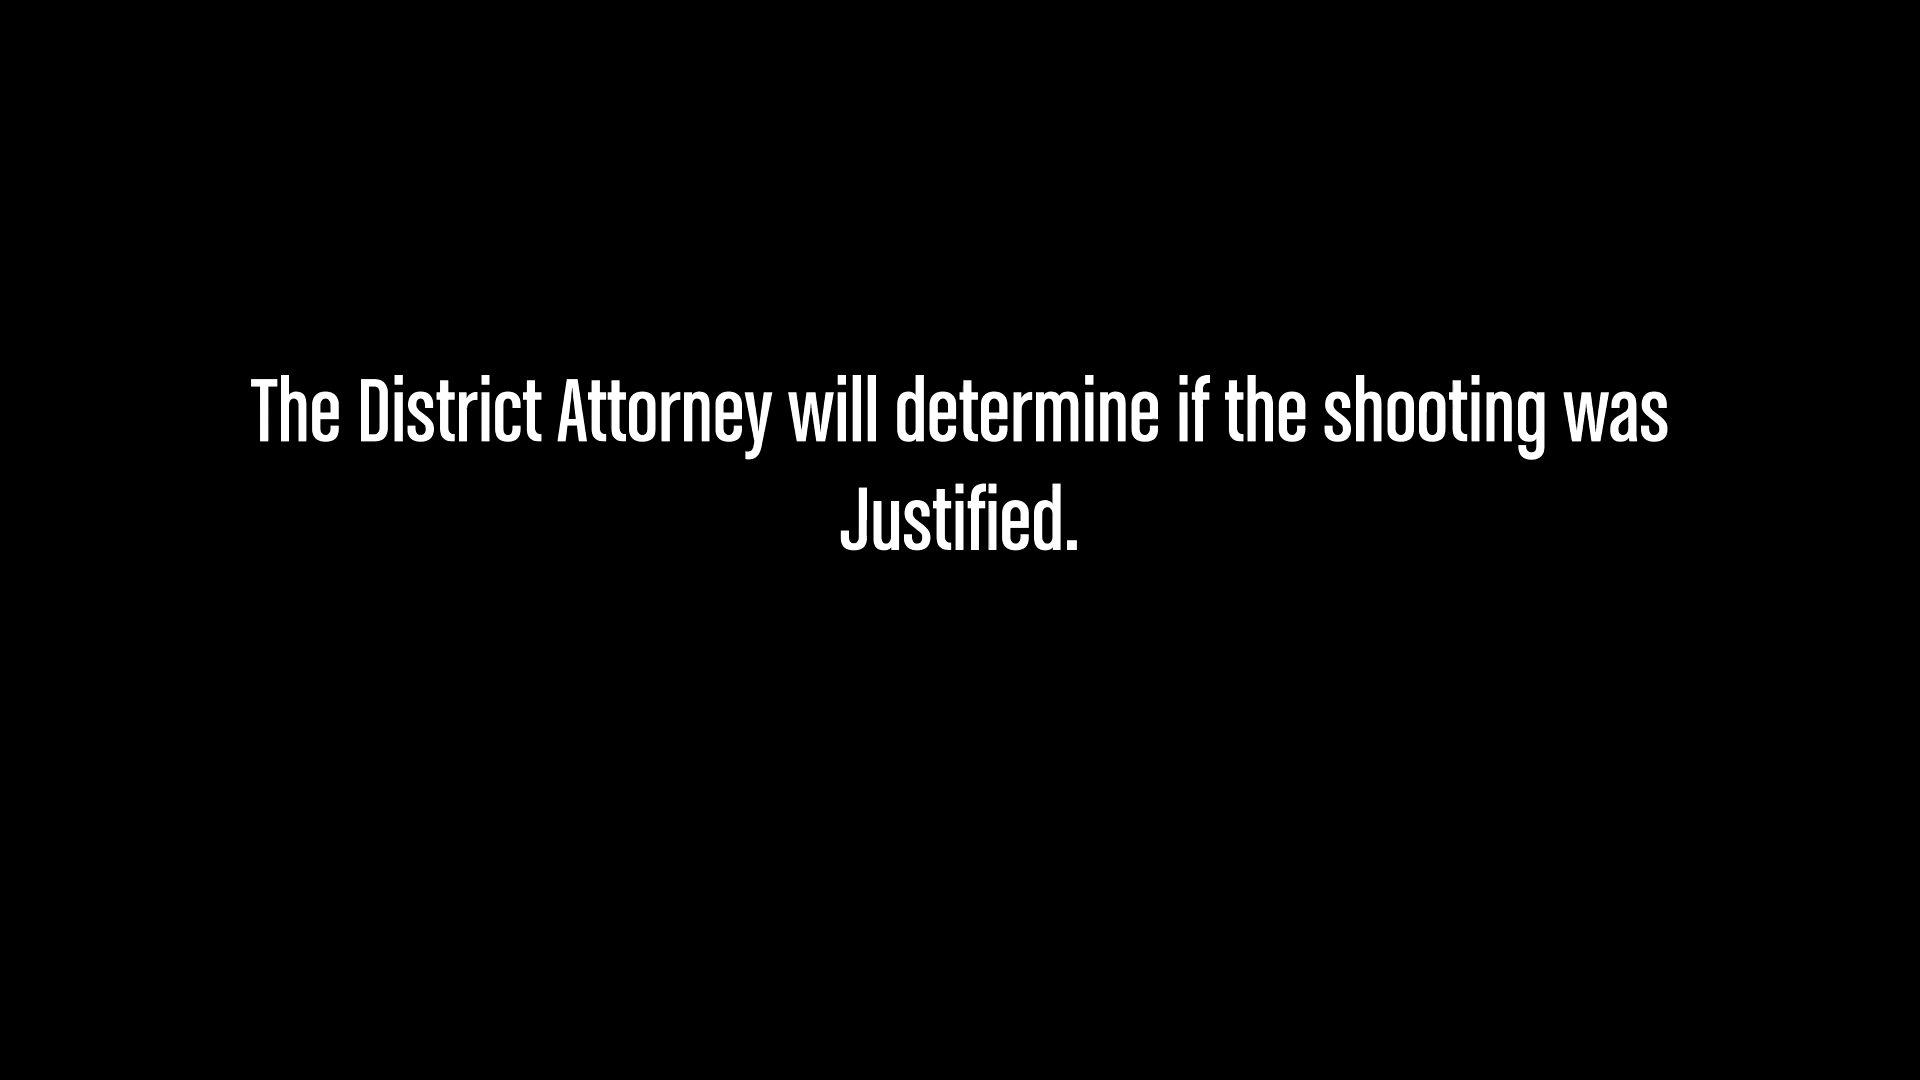 The District Attorney will determine if the shooting was
Justified.